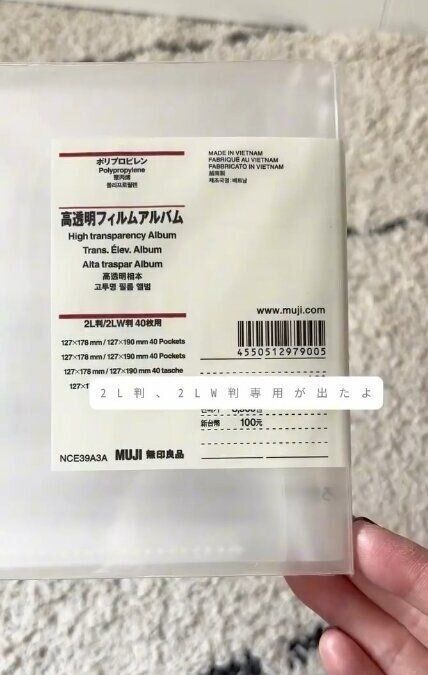 ポリプロピレン
Polypropylene
聚丙烯
폴리프로필렌
MADE IN VIETNAM
FABRIQUÉ AU VIETNAM
FABBRICATO IN VIETNAM
越南製
제조국명:베트남
高透明フィルムアルバム
High transparency Album
Trans. Élev. Album
Alta traspar Album
高透明相本
고투명 필름 앨범
www.muji.com
4550512979005
2L判/2LW判 40枚用
127×178 mm / 127×190 mm 40 Pockets
127×178 mm / 127×190 mm 40 Pockets
127×178 mm / 127×190 mm 40 tasche
2L判、2LW判専用が出たよ
新台幣 100元
NCE39A3A MUJI 無印良品